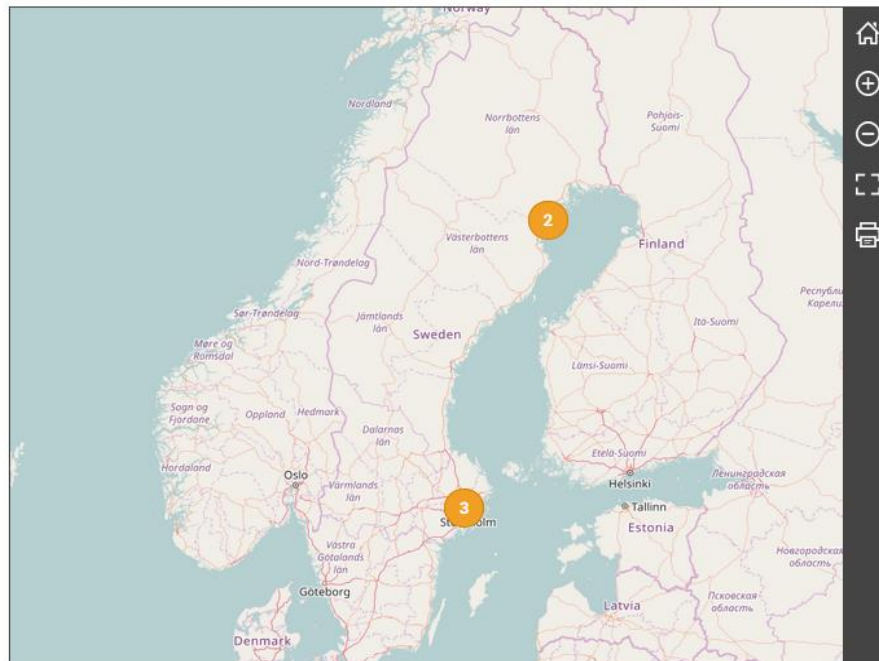 Norway
Nordland
Norrbottens
län
Pohjois-
Suomi
2
Västerbottens
län
Finland
Nord-Trøndelag
Республи
Карелия
Sør-Trøndelag
Jämtlands
län
Ita-Suomi
Sweden
Møre og
Romsdal
Länsi-Suomi
Sogn og
Fjordane
Oppland
Hedmark
Dalarnas
län
Etelä-Suomi
Hordaland
Oslo
Värmlands
län
Helsinki
Ленинградская
область
3
Tallinn
Estonia
Västra
Götalands
län
Новгородская
область
Göteborg
Псковская
область
Latvia
Denmark